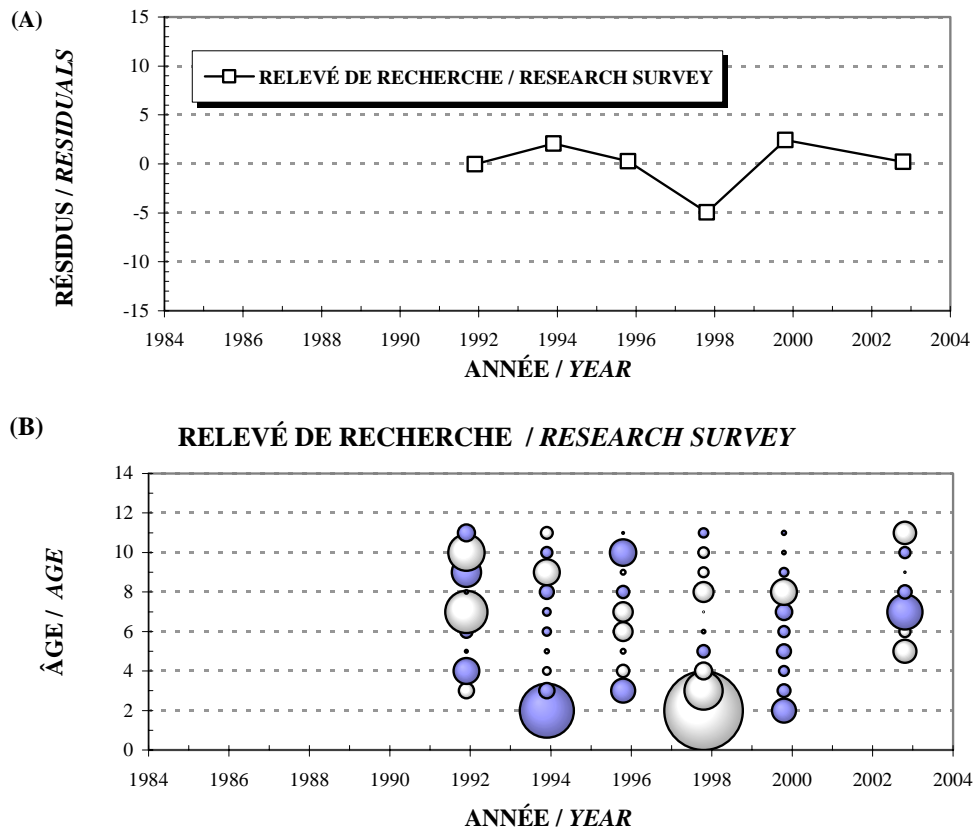 (A)
15
10
5
0
-5
-10
-15
RÉSIDUS / RESIDUALS
RELEVÉ DE RECHERCHE / RESEARCH SURVEY
1984 1986 1988 1990 1992 1994 1996 1998 2000 2002 2004
ANNÉE / YEAR
(B)
RELEVÉ DE RECHERCHE / RESEARCH SURVEY
14
12
10
8
6
4
2
0
ÂGE / AGE
1984 1986 1988 1990 1992 1994 1996 1998 2000 2002 2004
ANNÉE / YEAR